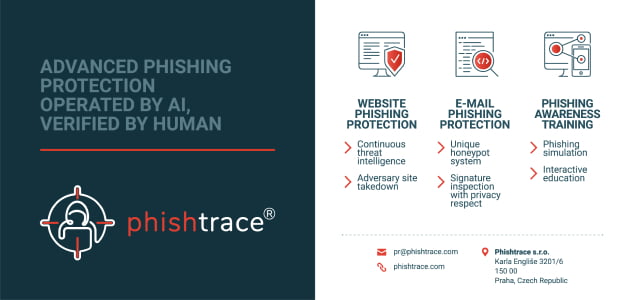 ADVANCED PHISHING
PROTECTION
OPERATED BY AI,
VERIFIED BY HUMAN
phishtrace®
WEBSITE
PHISHING
PROTECTION
Continuous
threat
intelligence
Adversary site
takedown
E-MAIL
PHISHING
PROTECTION
Unique
honeypot
system
Signature
inspection
with privacy
respect
PHISHING
AWARENESS
TRAINING
Phishing
simulation
Interactive
education
pr@phishtrace.com
phishtrace.com
Phishtrace s.r.o.
Karla Engliše 3201/6
150 00
Praha, Czech Republic